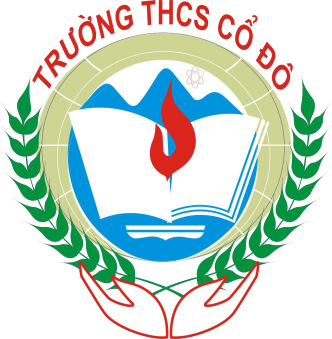 TRƯỜNG THCS CỔ ĐÔ